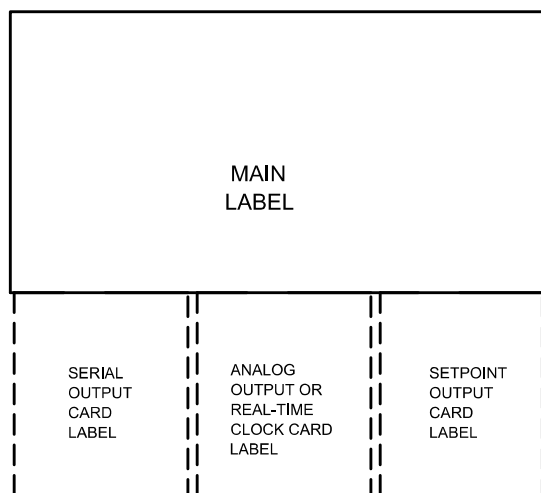 MAIN
LABEL
SERIAL
OUTPUT
CARD
LABEL
ANALOG
OUTPUT OR
REAL-TIME
CLOCK CARD
LABEL
SETPOINT
OUTPUT
CARD
LABEL